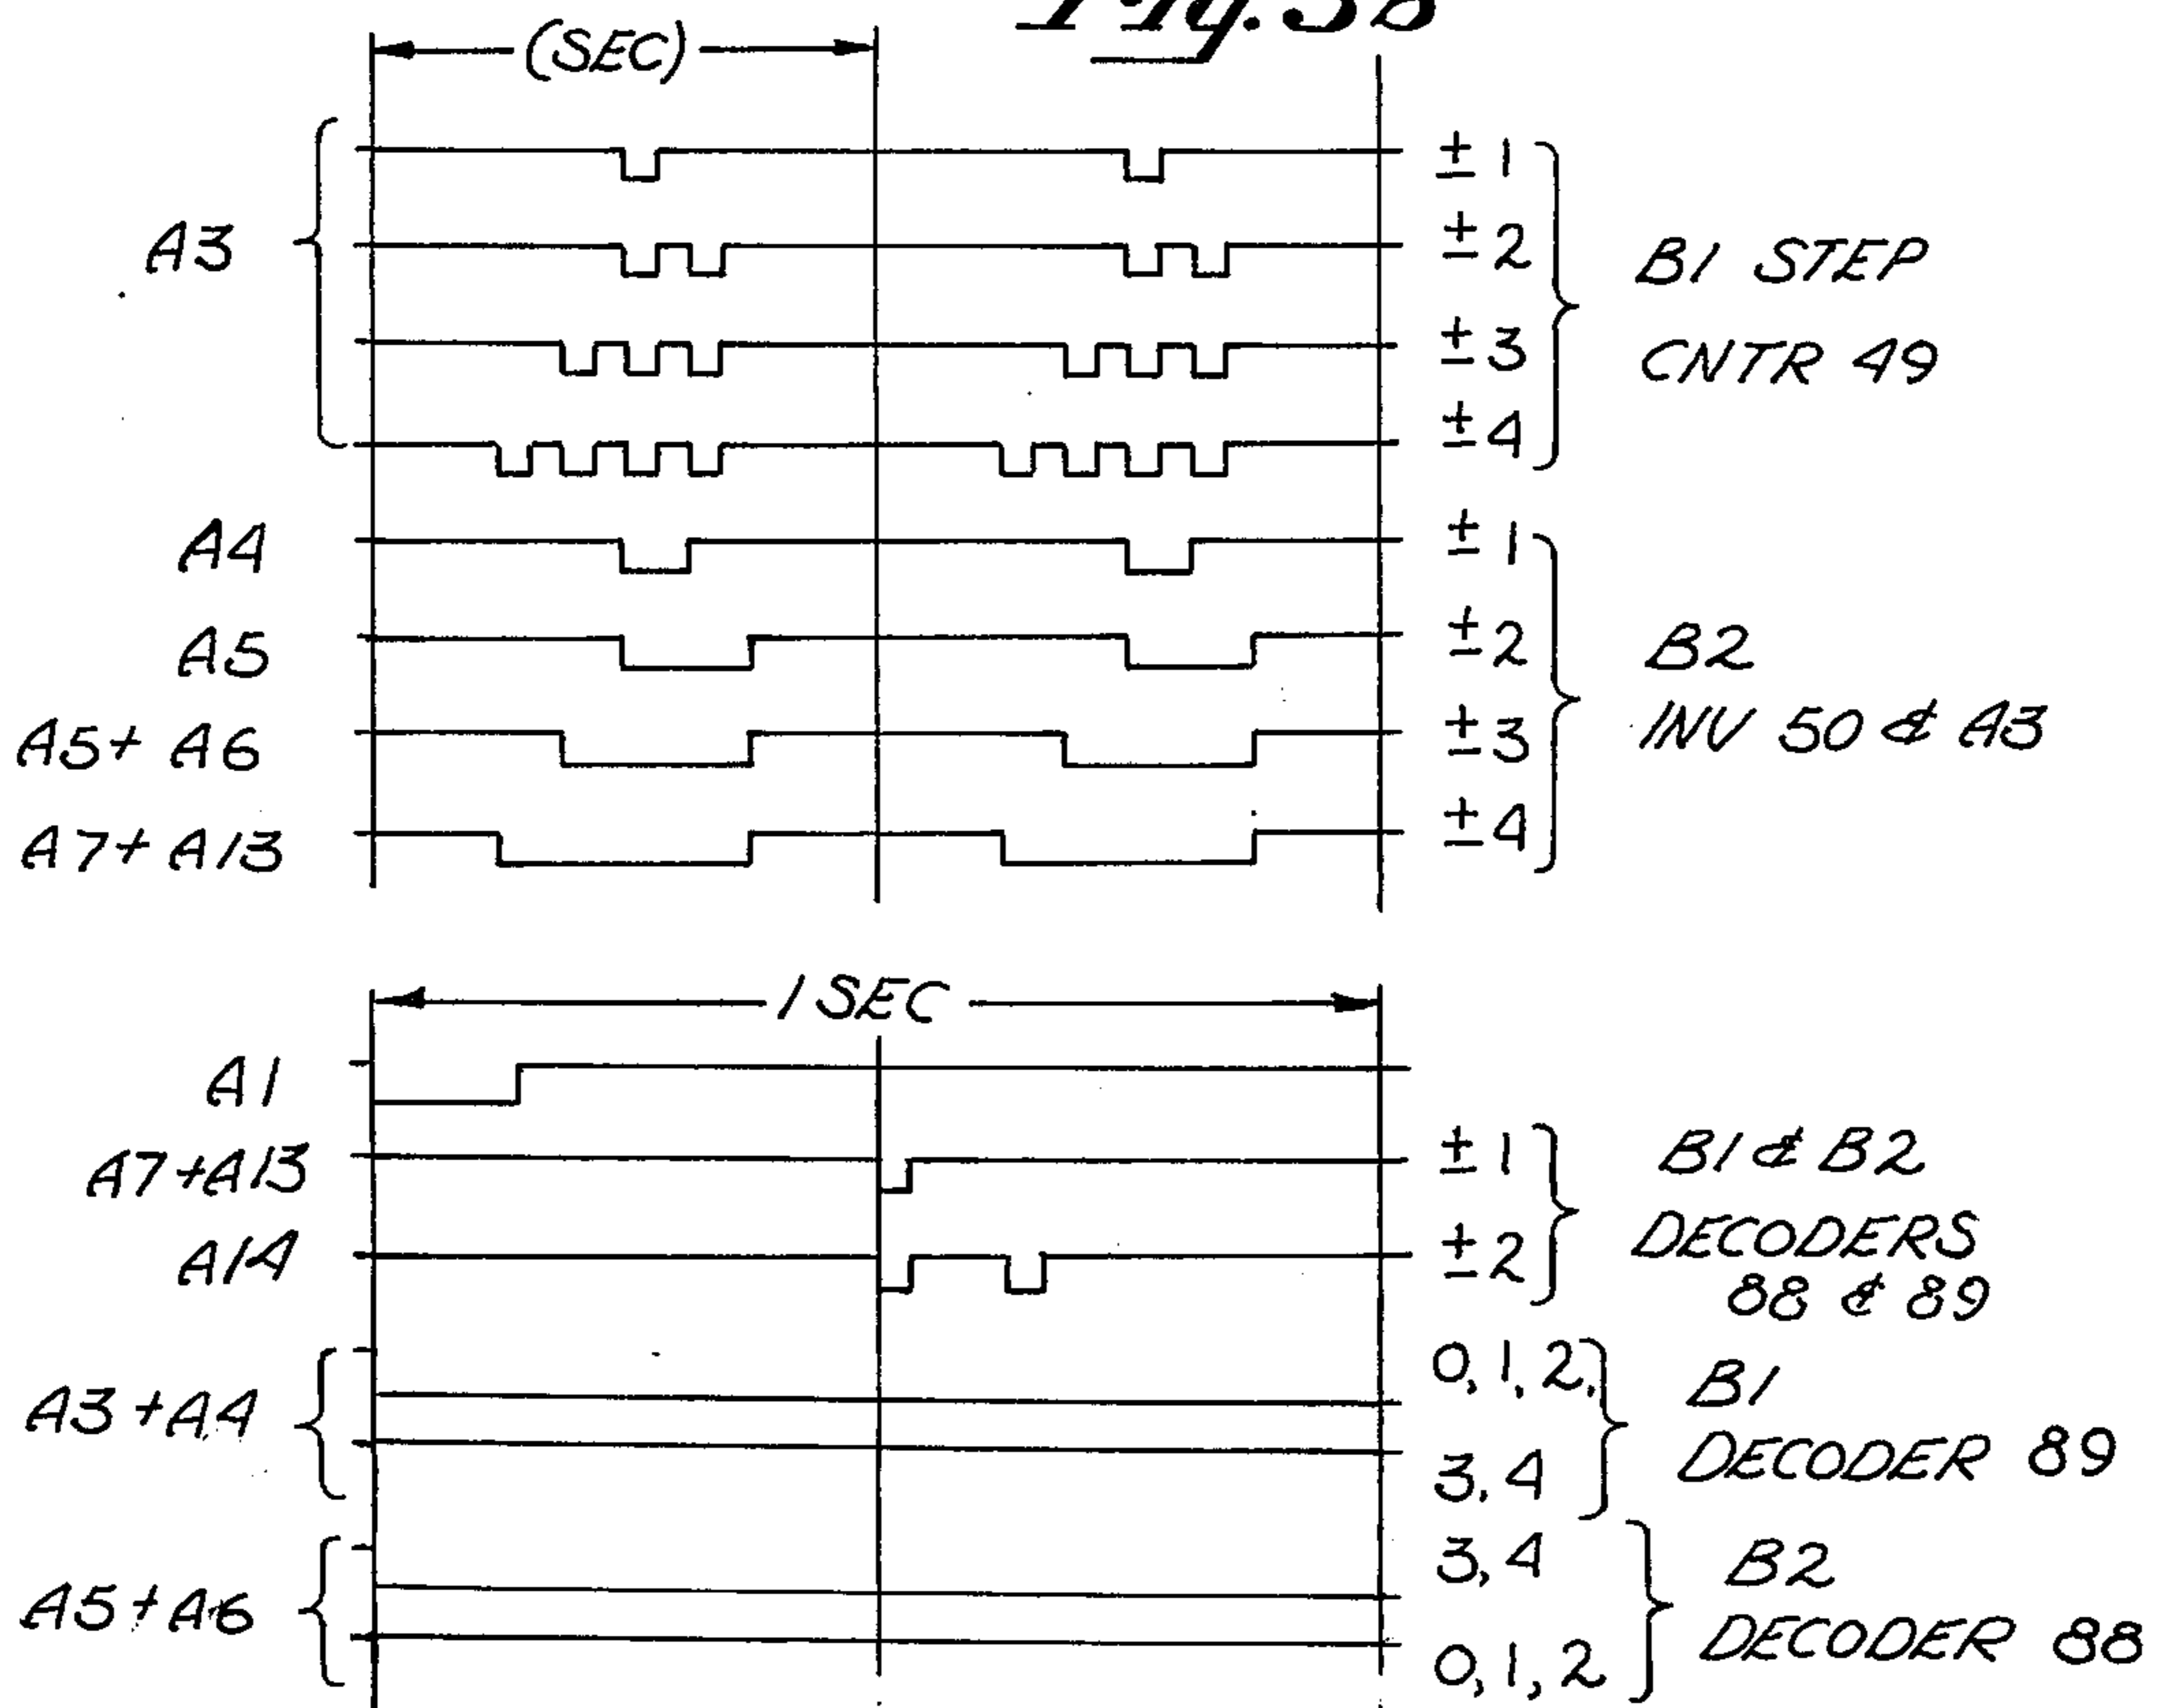 Fig. 3B
(SEC)
± 1
± 2
A3
B1 STEP
± 3
CNTR 49
± 4
A4
± 1
A5
± 2
B2
A5+ A6
± 3
INV 50 & A3
A7+ A13
± 4
1 SEC
A1
A7+A13
± 1
B1 & B2
A14
± 2
DECODERS
88 & 89
0, 1, 2,
A3+A4
B1
3, 4
DECODER 89
3, 4
B2
A5+A6
DECODER 88
0, 1, 2